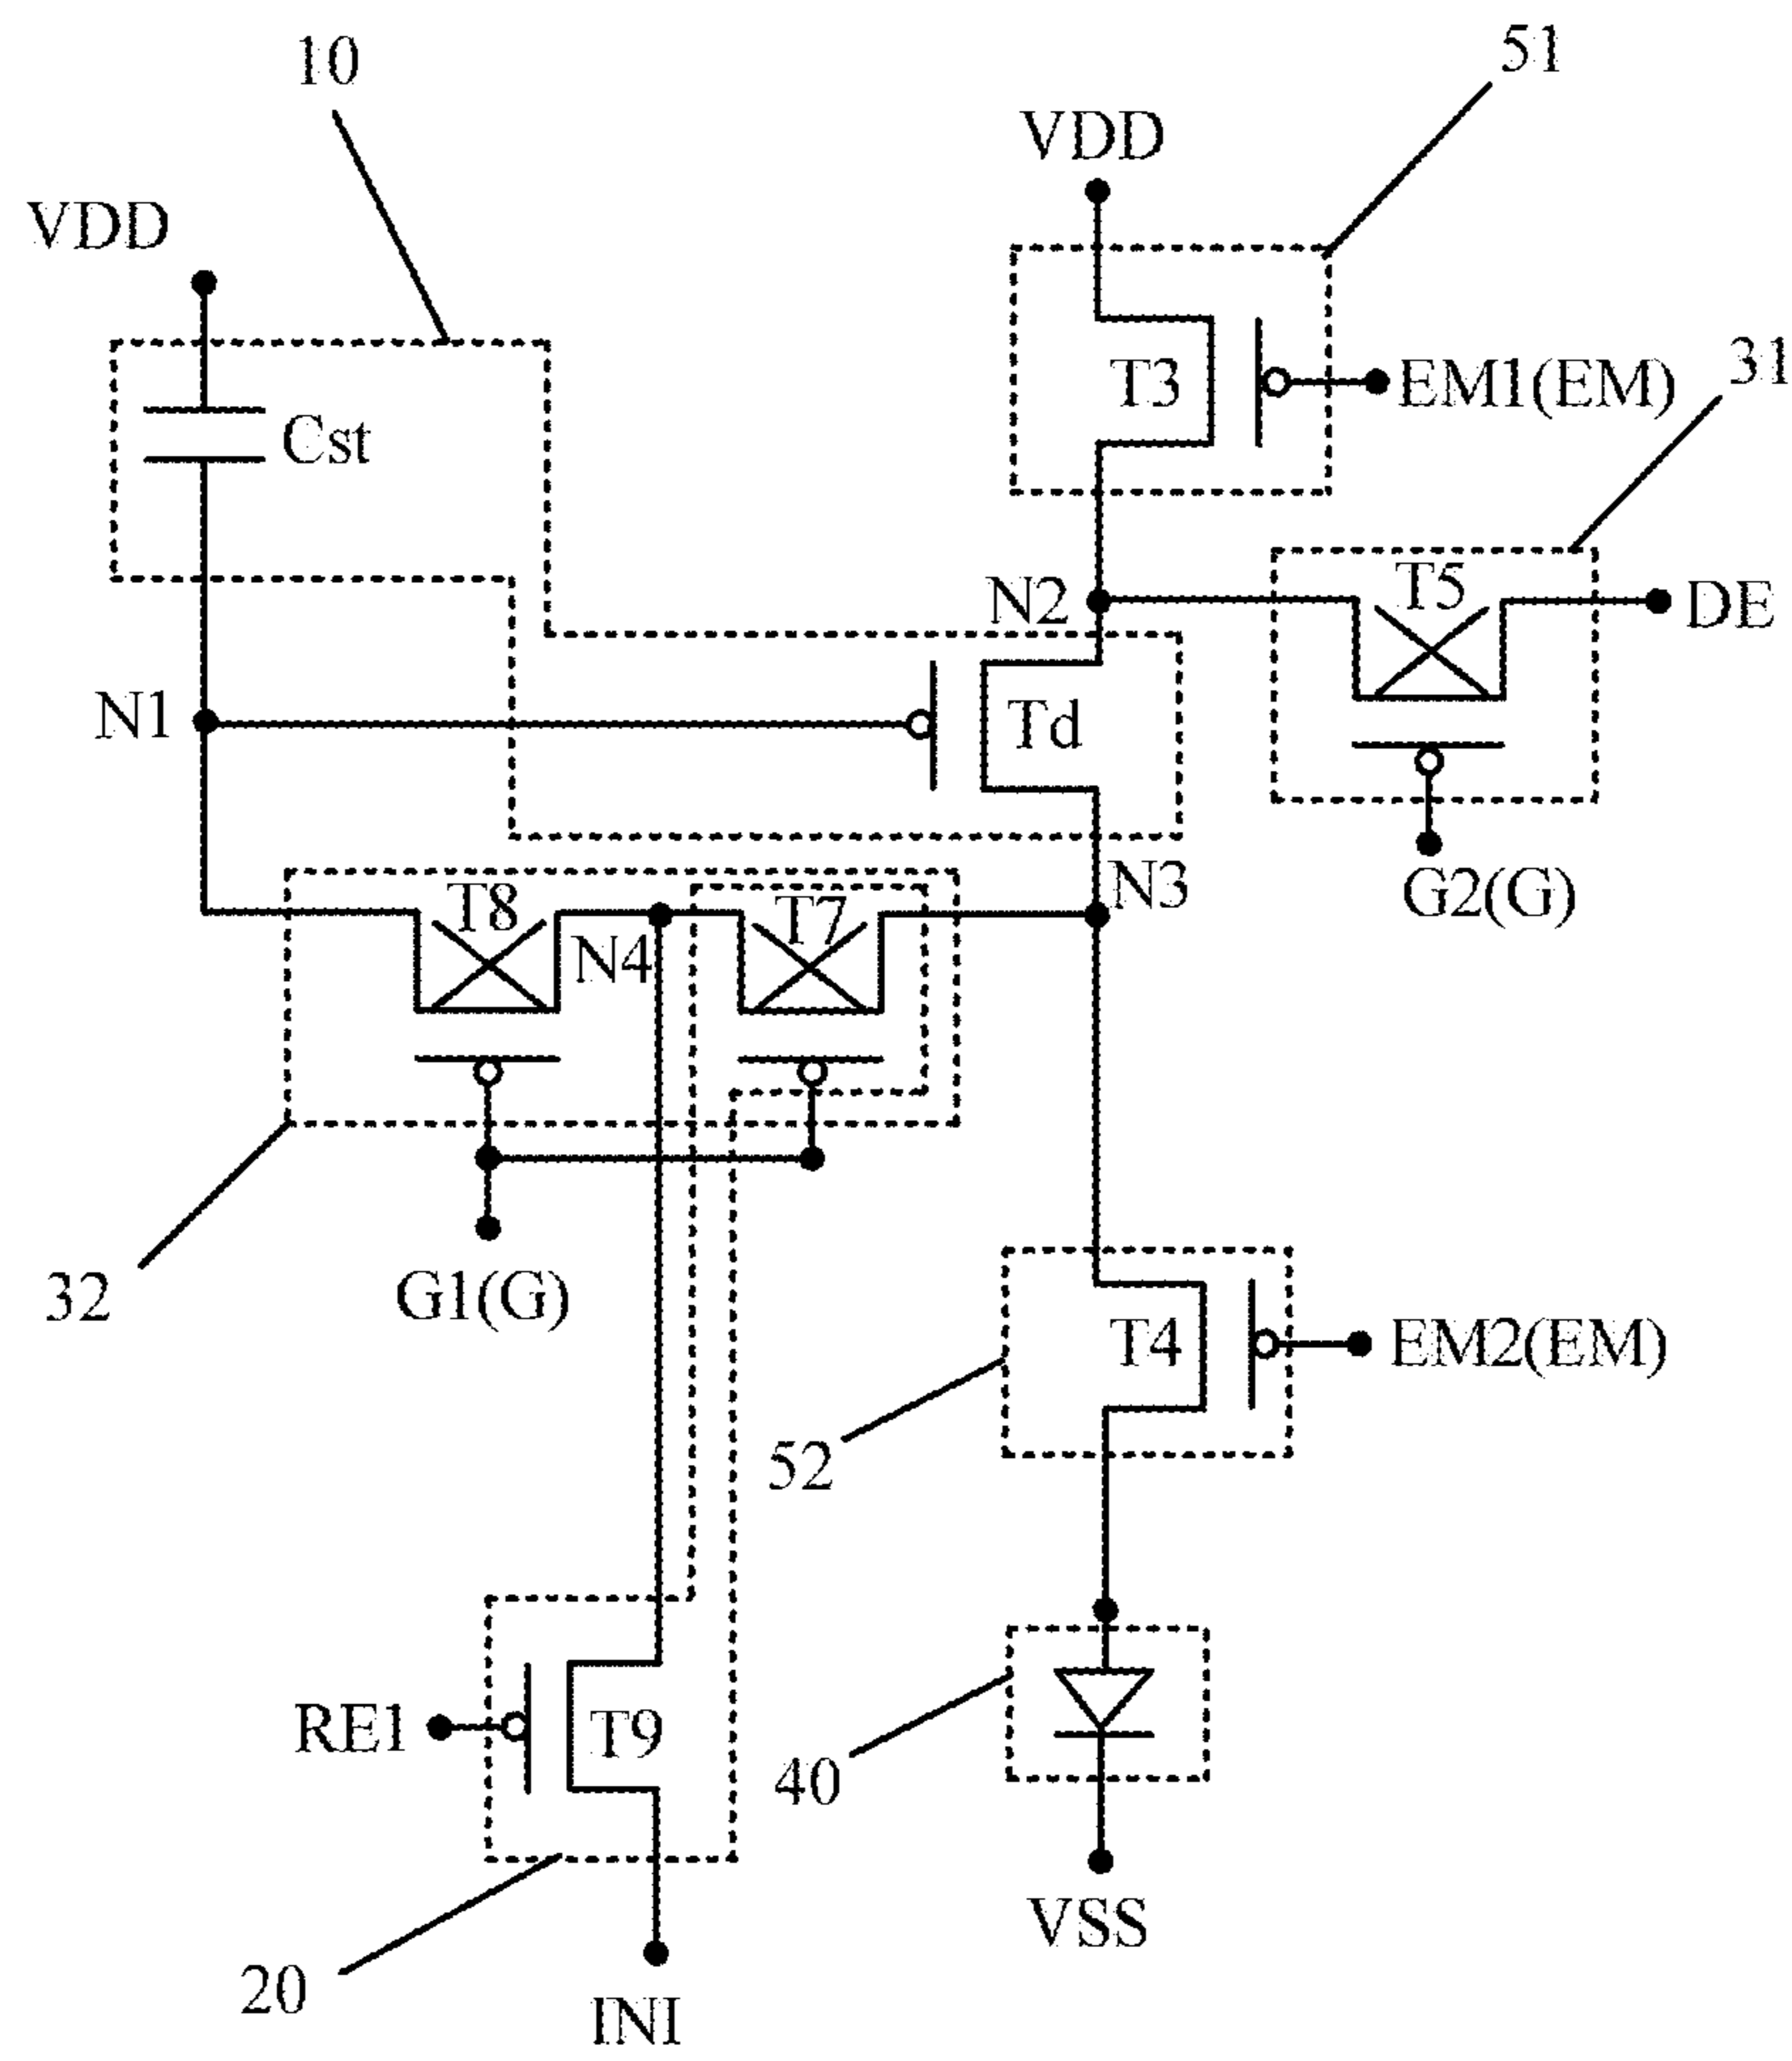 10
51
VDD
VDD
T3
EM1(EM)
31
Cst
N2
T5
DE
N1
Td
G2(G)
N3
T8
N4
T7
32
G1(G)
T4
EM2(EM)
52
RE1
T9
40
VSS
20
INI